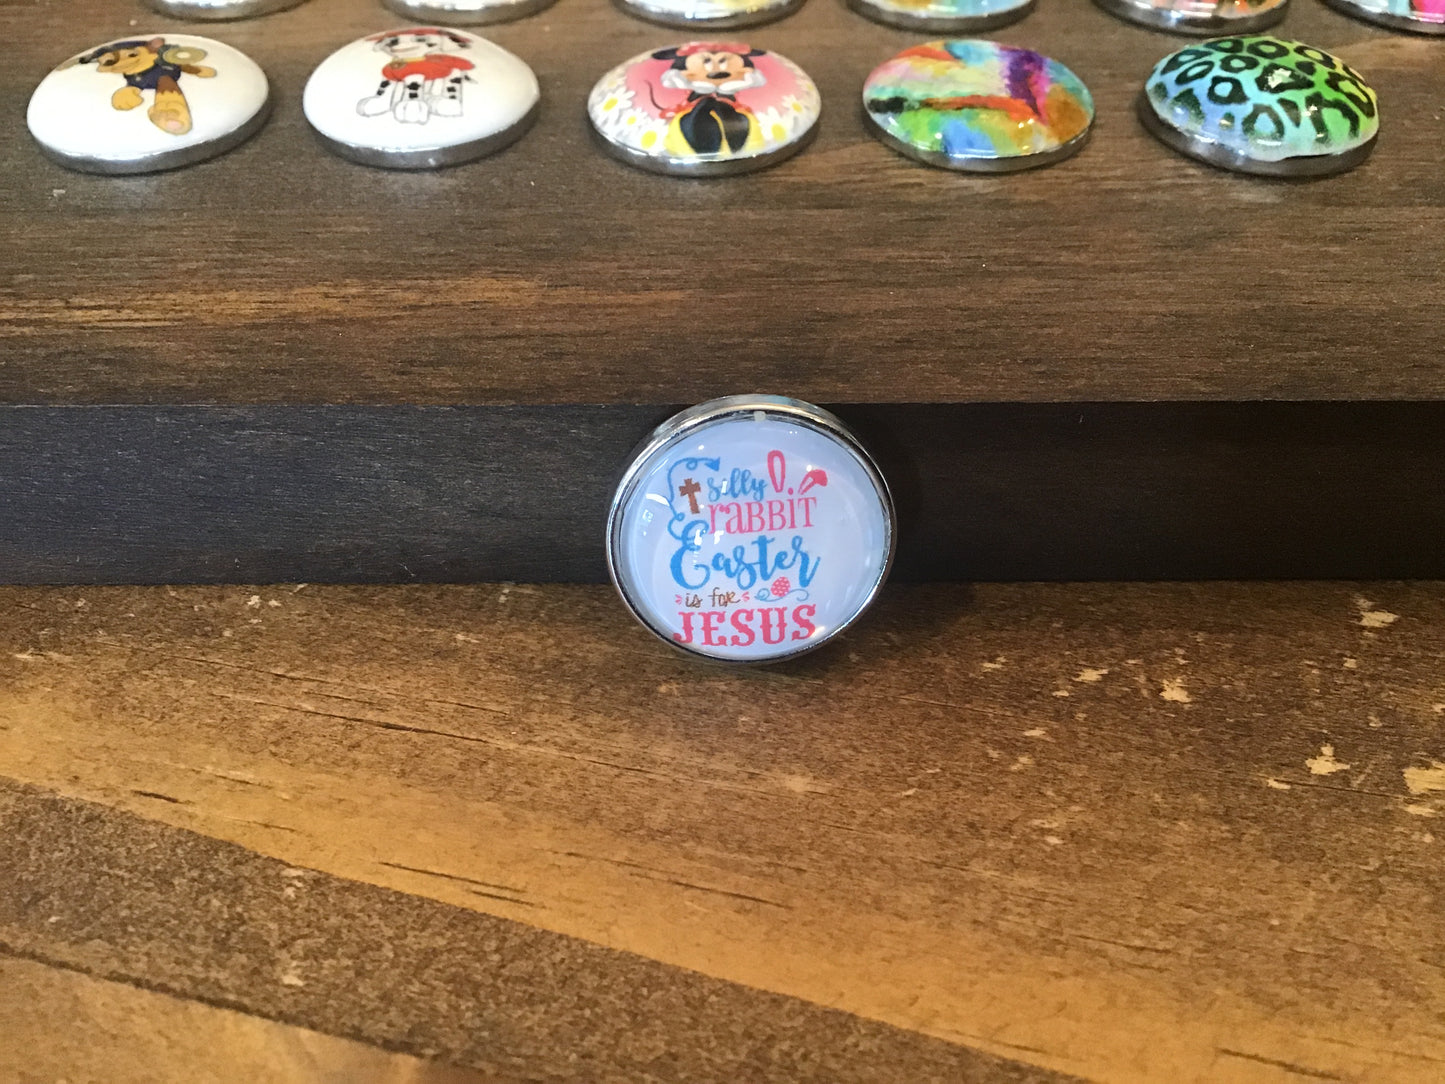 silly
rabbit
Easter
is for
JESUS